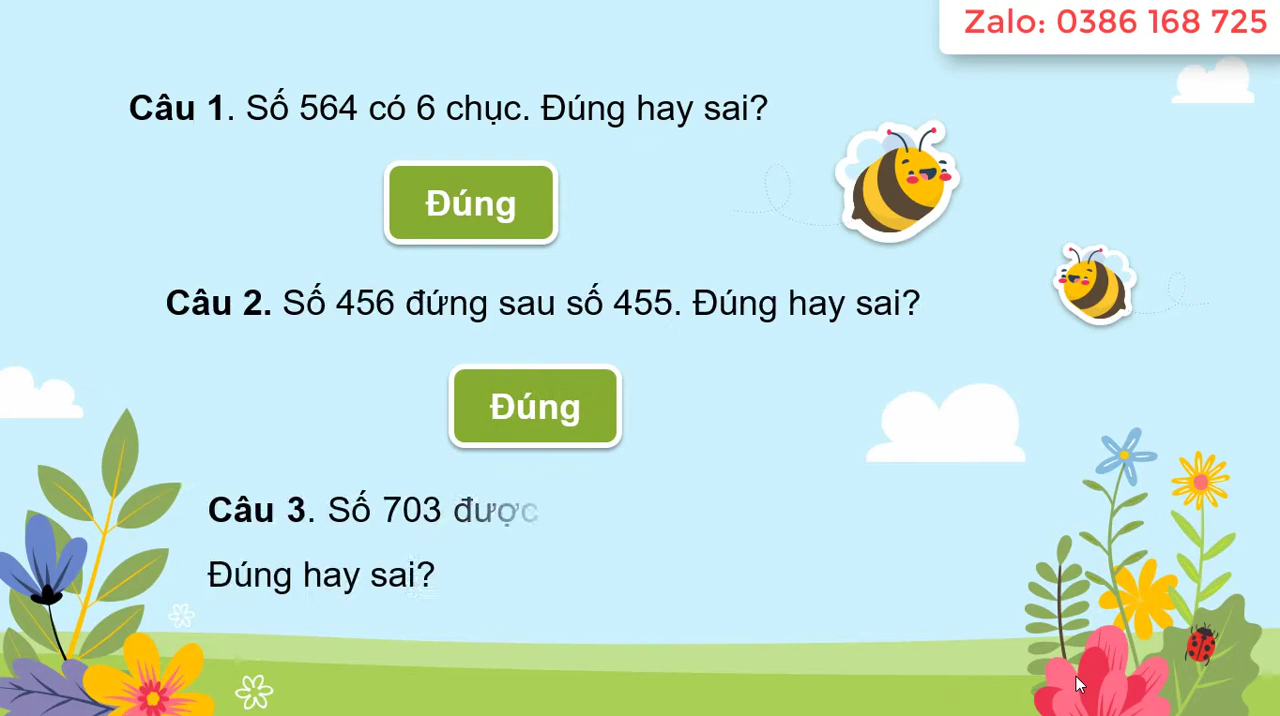 Zalo: 0386 168 725
Câu 1. Số 564 có 6 chục. Đúng hay sai?
Đúng
Câu 2. Số 456 đứng sau số 455. Đúng hay sai?
Đúng
Câu 3. Số 703 được
Đúng hay sai?